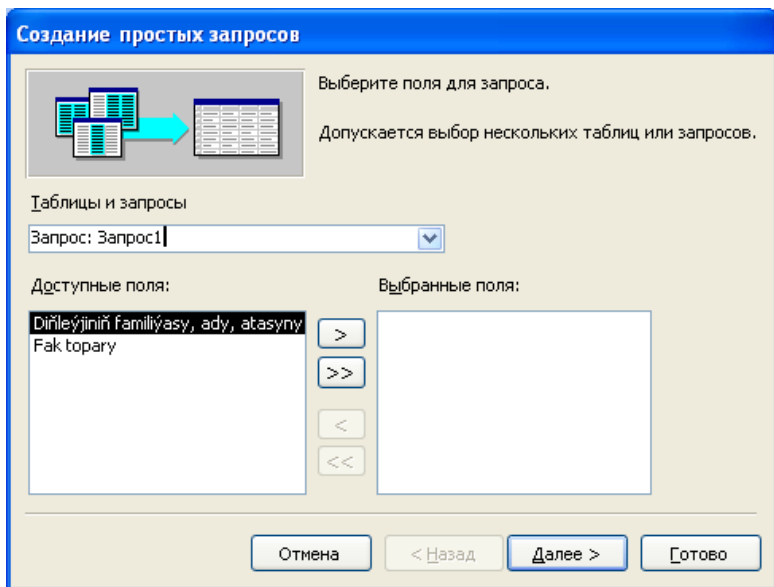 Создание простых запросов
Выберите поля для запроса.
Допускается выбор нескольких таблиц или запросов.
Таблицы и запросы
Запрос: Запрос1
Доступные поля:
Выбранные поля:
Diňleýjiniň familiýasy, ady, atasyny
Fak topary
>
>>
<
<<
Отмена
< Назад
Далее >
Готово